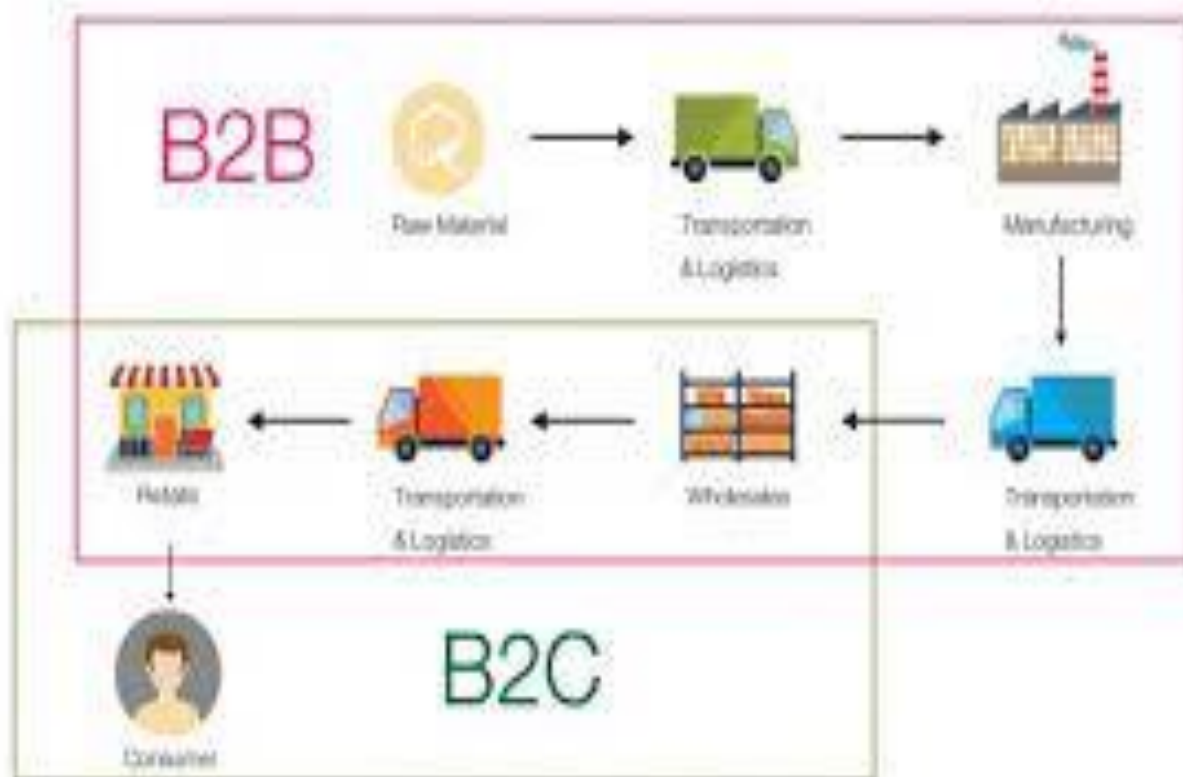 B2B
Raw Material
Transportation
& Logistics
Manufacturing
Retails
Transportation
& Logistics
Wholesales
Transportation
& Logistics
Consumer
B2C